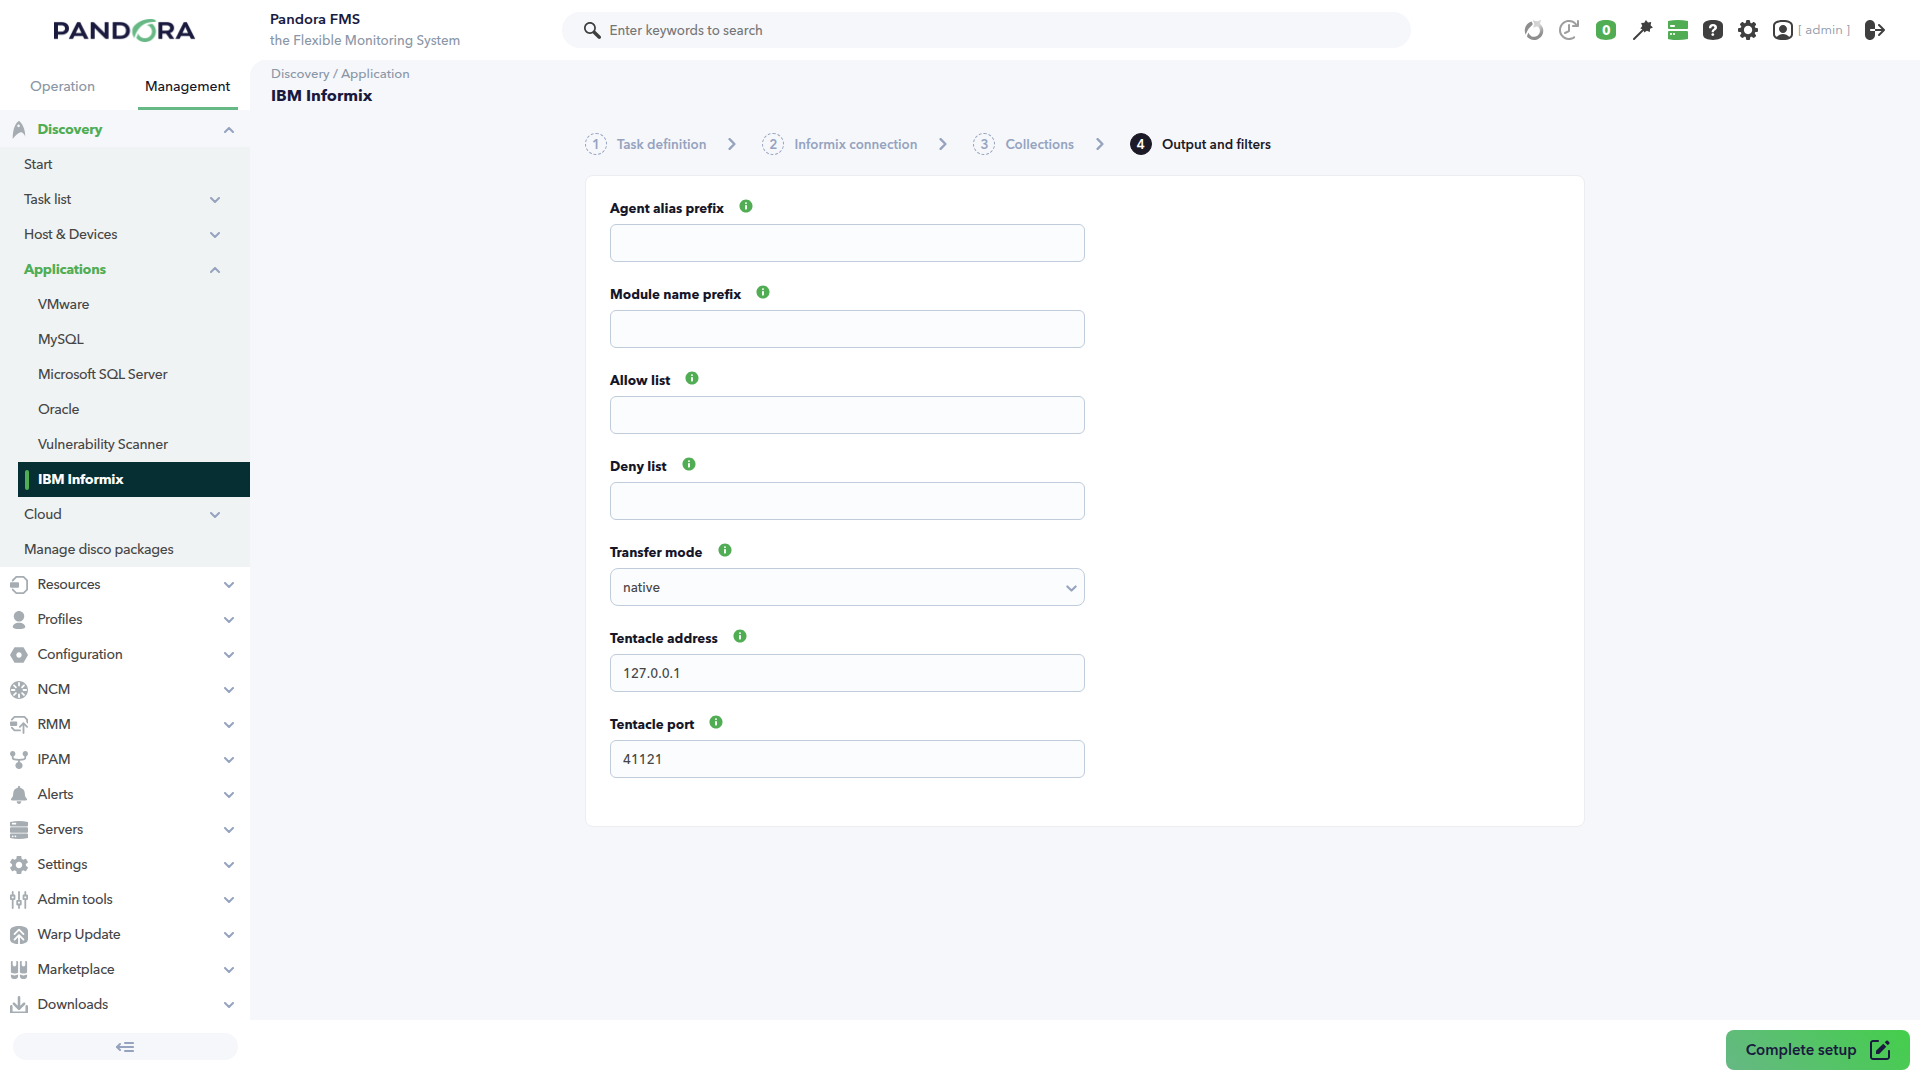 PANDORA
Pandora FMS
the Flexible Monitoring System
Enter keywords to search
0
?
[ admin ]
Operation
Management
Discovery
Start
Task list
Host & Devices
Applications
VMware
MySQL
Microsoft SQL Server
Oracle
Vulnerability Scanner
IBM Informix
Cloud
Manage disco packages
Resources
Profiles
Configuration
NCM
RMM
IPAM
Alerts
Servers
Settings
Admin tools
Warp Update
Marketplace
Downloads
Discovery / Application
IBM Informix
1 Task definition
2 Informix connection
3 Collections
4 Output and filters
Agent alias prefix
Module name prefix
Allow list
Deny list
Transfer mode
native
Tentacle address
127.0.0.1
Tentacle port
41121
Complete setup